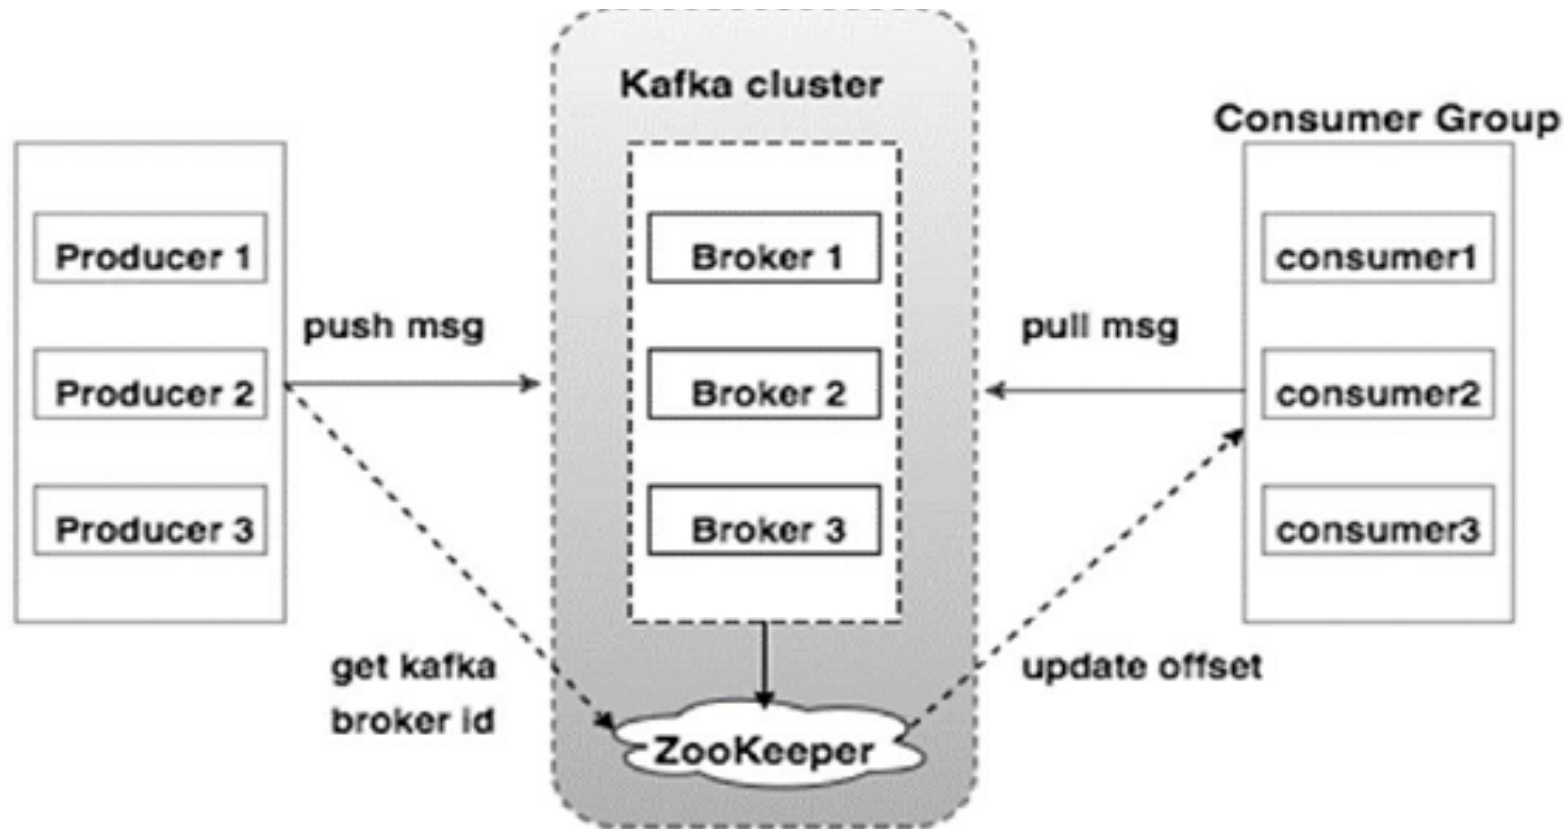 Kafka cluster
Consumer Group
Producer 1
Producer 2
Producer 3
push msg
Broker 1
Broker 2
Broker 3
pull msg
consumer1
consumer2
consumer3
get kafka
broker id
update offset
ZooKeeper